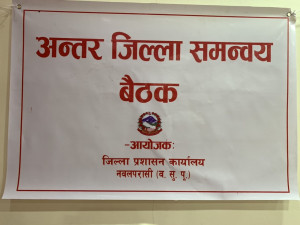 अन्तर जिल्ला समन्वय
बैठक
-आयोजकः
जिल्ला प्रशासन कार्यालय
नवलपरासी (ब. सु. पू.)